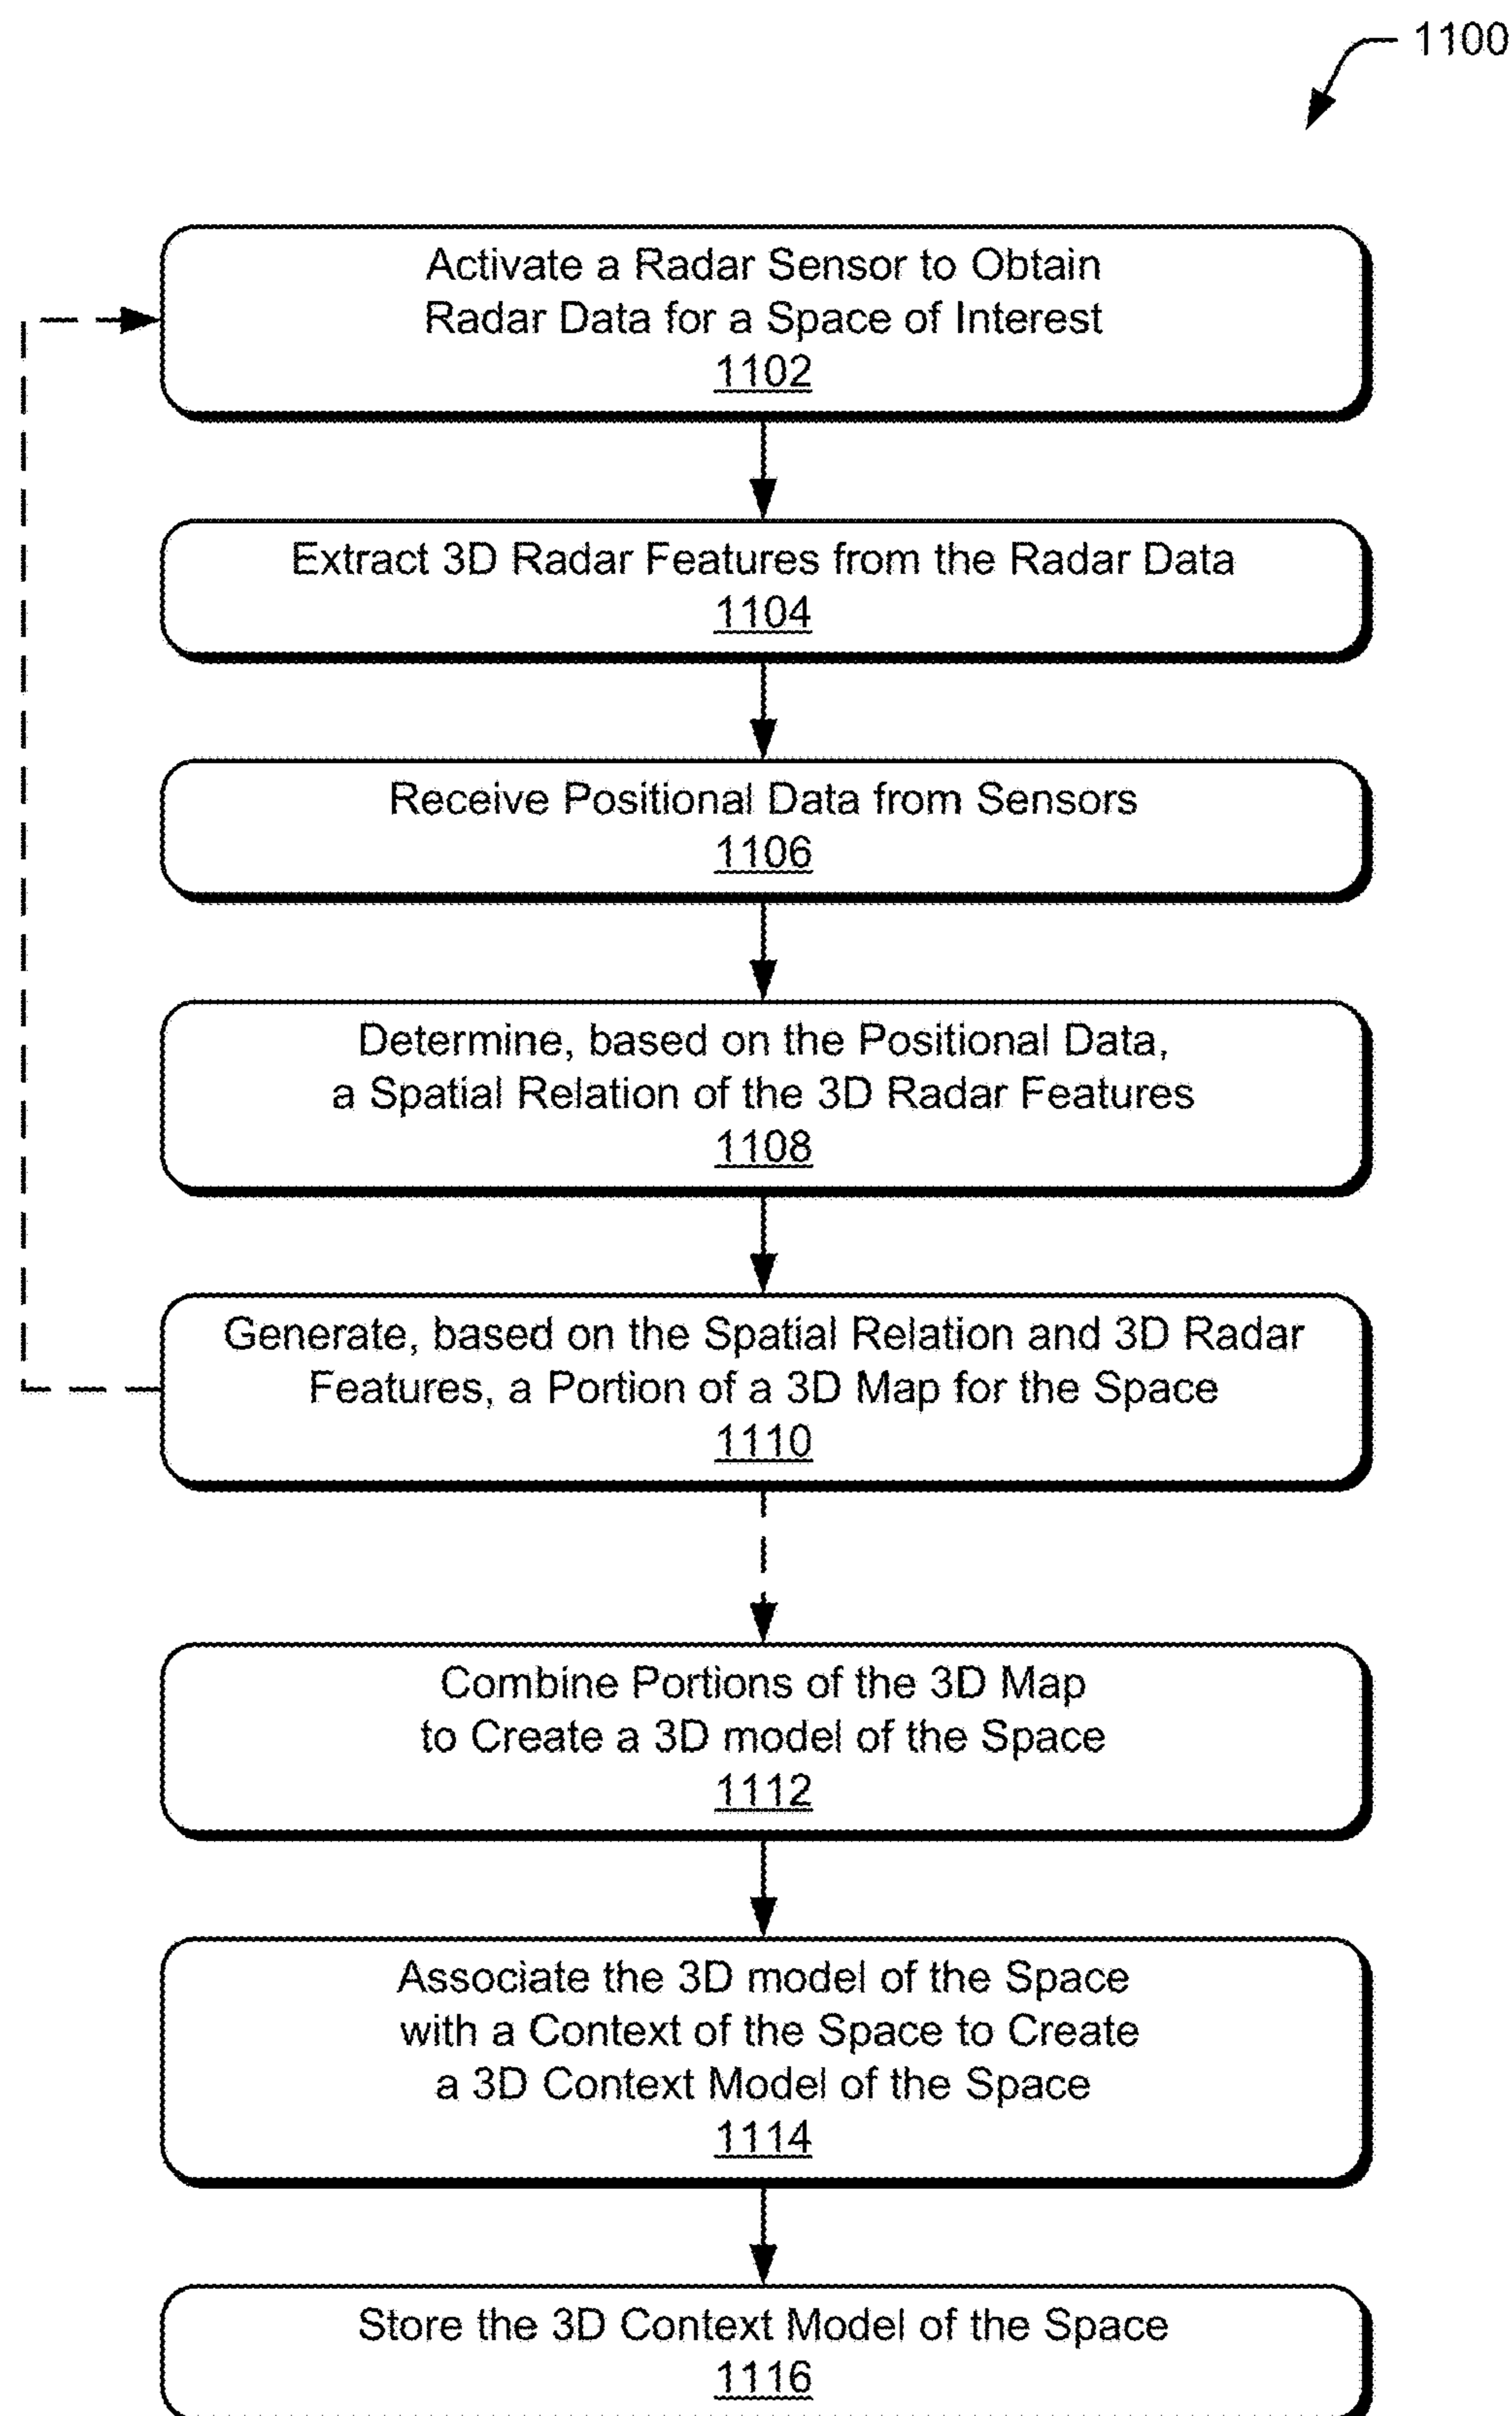 1100
Activate a Radar Sensor to Obtain
Radar Data for a Space of Interest
1102
Extract 3D Radar Features from the Radar Data
1104
Receive Positional Data from Sensors
1106
Determine, based on the Positional Data,
a Spatial Relation of the 3D Radar Features
1108
Generate, based on the Spatial Relation and 3D Radar
Features, a Portion of a 3D Map for the Space
1110
Combine Portions of the 3D Map
to Create a 3D model of the Space
1112
Associate the 3D model of the Space
with a Context of the Space to Create
a 3D Context Model of the Space
1114
Store the 3D Context Model of the Space
1116